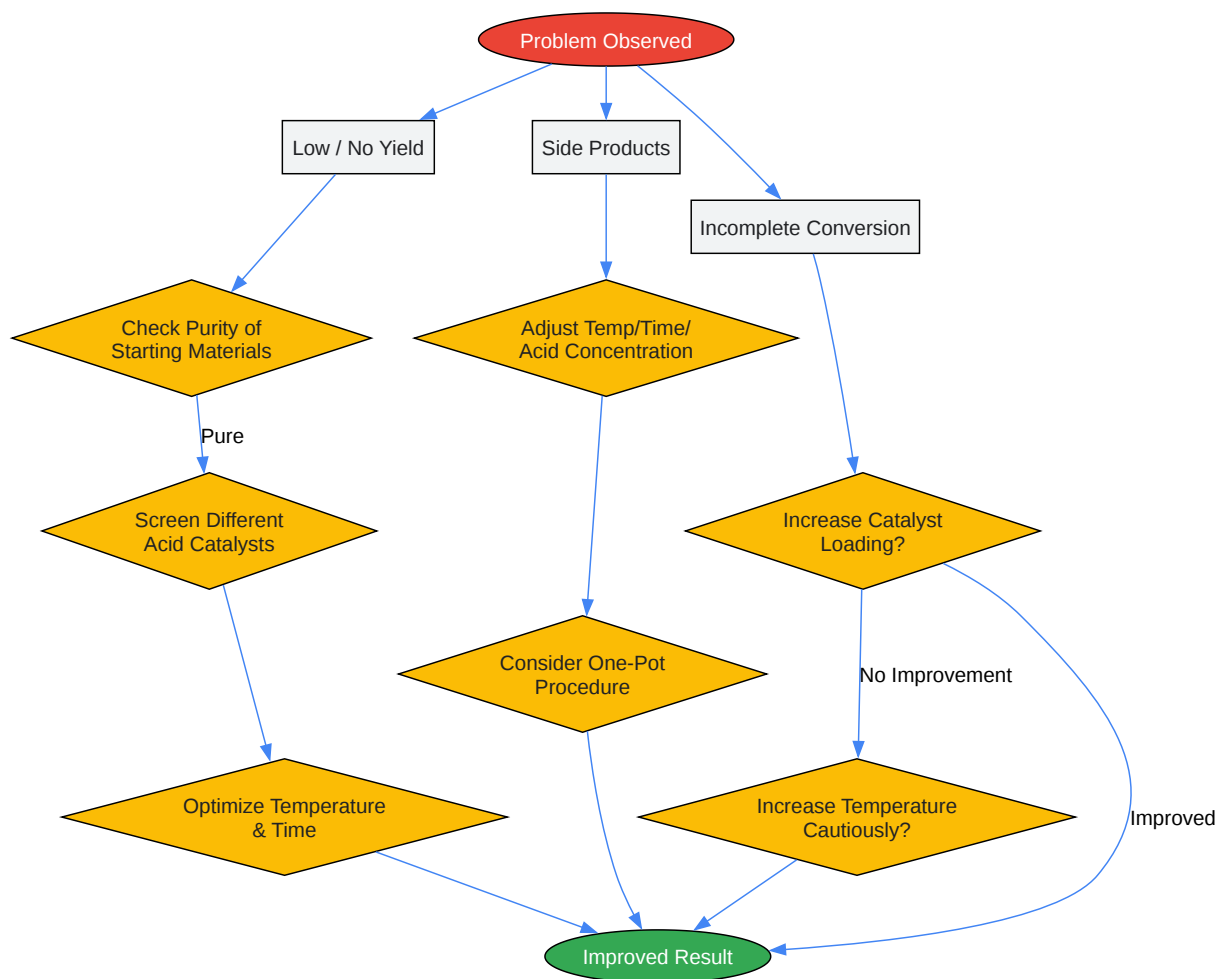 Problem Observed
Low / No Yield
Side Products
Incomplete Conversion
Check Purity of
Starting Materials
Adjust Temp/Time/
Acid Concentration
Pure
Screen Different
Acid Catalysts
Increase Catalyst
Loading?
Consider One-Pot
Procedure
No Improvement
Optimize Temperature
& Time
Increase Temperature
Cautiously?
Improved
Improved Result